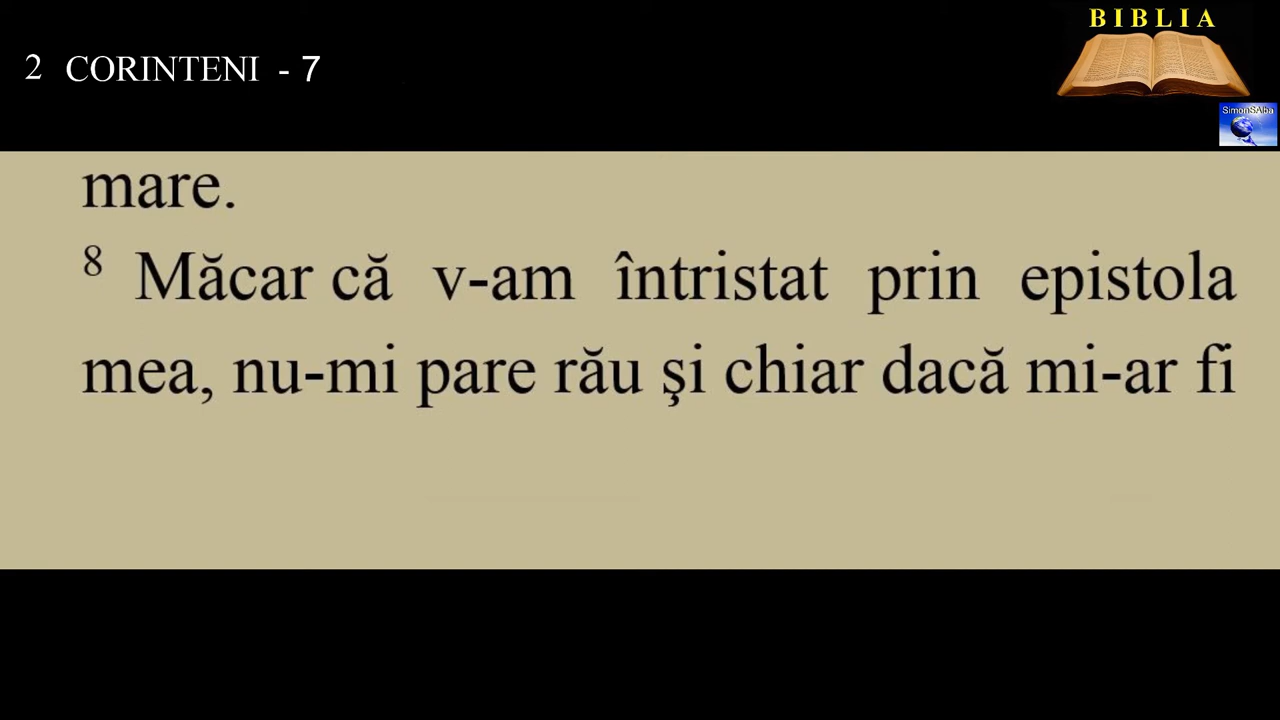 BIBLIA
2 CORINTENI - 7
SimonSAlba
mare.
8 Măcar că v-am întristat prin epistola
mea, nu-mi pare rău şi chiar dacă mi-ar fi